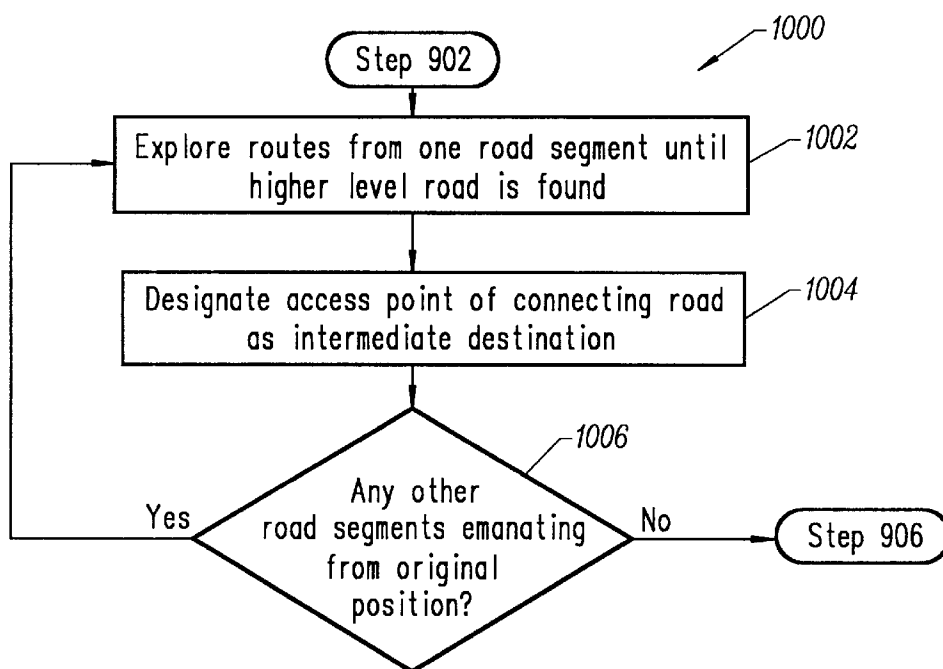 1000
Step 902
Explore routes from one road segment until
higher level road is found
1002
Designate access point of connecting road
as intermediate destination
1004
1006
Any other
road segments emanating
from original
position?
Yes
No
Step 906